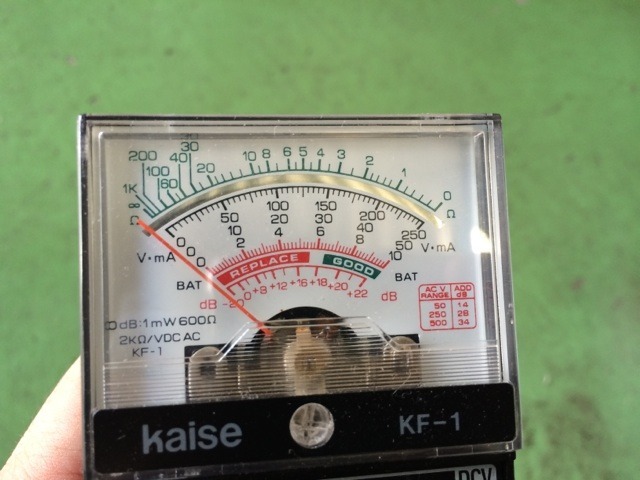 30
200 40 20 10 8 6 5 4 3 2 1 0
100
1K 60
∞
Ω Ω
0 50 100 150 200 250
0 10 20 30 40 50
V·mA V·mA
0 2 4 6 8 10
BAT REPLACE GOOD BAT
dB -20 0 +8 +12 +16 +18 +20 +22 dB
AC V RANGE ADD dB
50 14
250 28
500 34
dB:1mW 600Ω
2KΩ/VDC AC
KF-1
kaise KF-1
DCV